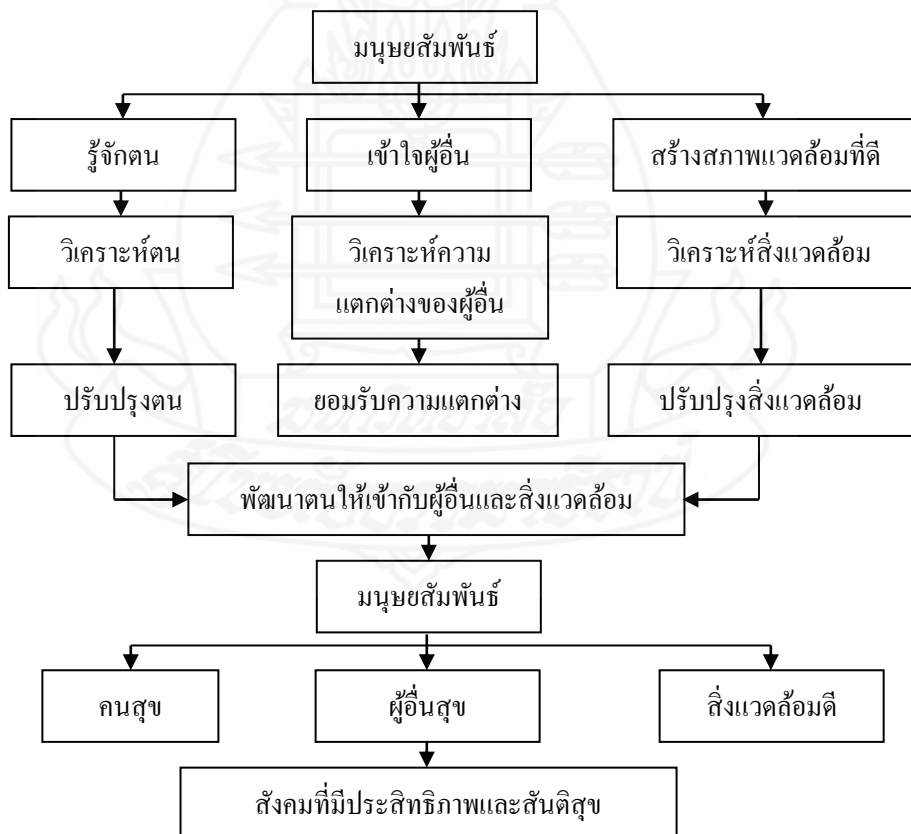 มนุษยสัมพันธ์
รู้จักตน
เข้าใจผู้อื่น
สร้างสภาพแวดล้อมที่ดี
วิเคราะห์ตน
วิเคราะห์ความ
แตกต่างของผู้อื่น
วิเคราะห์สิ่งแวดล้อม
ปรับปรุงตน
ยอมรับความแตกต่าง
ปรับปรุงสิ่งแวดล้อม
พัฒนาตนให้เข้ากับผู้อื่นและสิ่งแวดล้อม
มนุษยสัมพันธ์
คนสุข
ผู้อื่นสุข
สิ่งแวดล้อมดี
สังคมที่มีประสิทธิภาพและสันติสุข